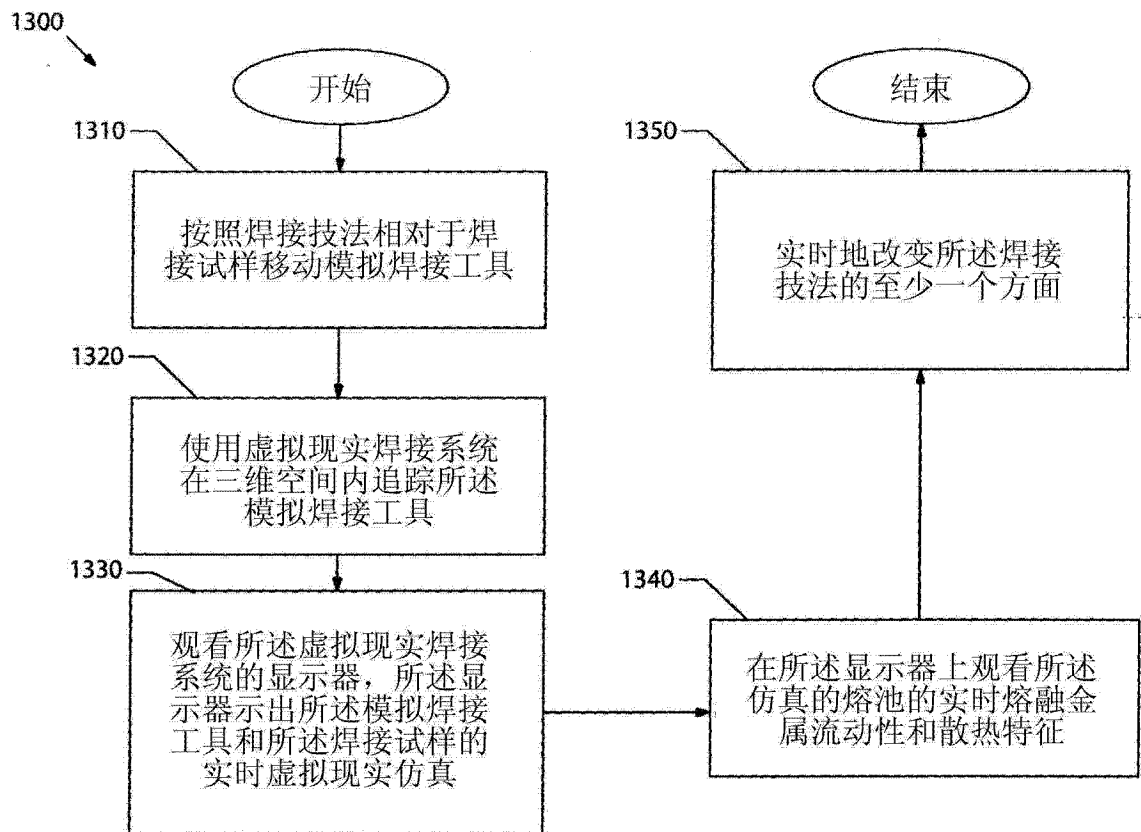 1300
开始
1310
按照焊接技法相对于焊
接试样移动模拟焊接工具
1320
使用虚拟现实焊接系统
在三维空间内追踪所述
模拟焊接工具
1330
观看所述虚拟现实焊接
系统的显示器，所述显
示器示出所述模拟焊接
工具和所述焊接试样的
实时虚拟现实仿真
1340
在所述显示器上观看所述
仿真的熔池的实时熔融金
属流动性和散热特征
1350
实时地改变所述焊接
技法的至少一个方面
结束